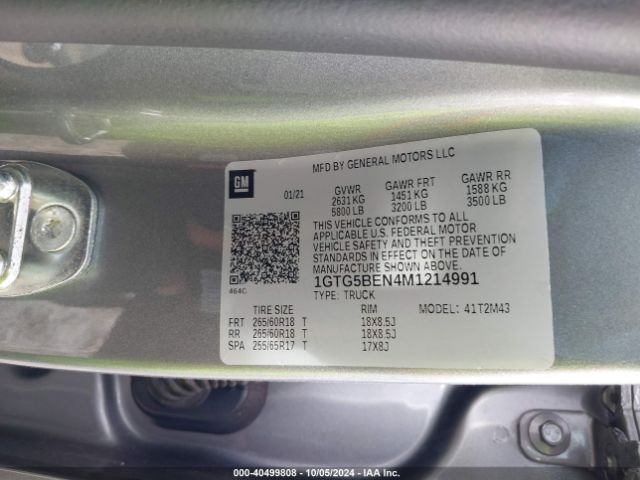 MFD BY GENERAL MOTORS LLC
GM
01/21 GVWR GAWR FRT GAWR RR
2631 KG 1451 KG 1588 KG
5800 LB 3200 LB 3500 LB
THIS VEHICLE CONFORMS TO ALL
APPLICABLE U.S. FEDERAL MOTOR
VEHICLE SAFETY AND THEFT PREVENTION
STANDARDS IN EFFECT ON THE DATE OF
MANUFACTURE SHOWN ABOVE.
464C 1GTG5BEN4M1214991
TYPE: TRUCK
TIRE SIZE RIM MODEL: 41T2M43
FRT 265/60R18 T 18X8.5J
RR 265/60R18 T 18X8.5J
SPA 255/65R17 T 17X8J
000-40499808 - 10/05/2024 - IAA Inc.